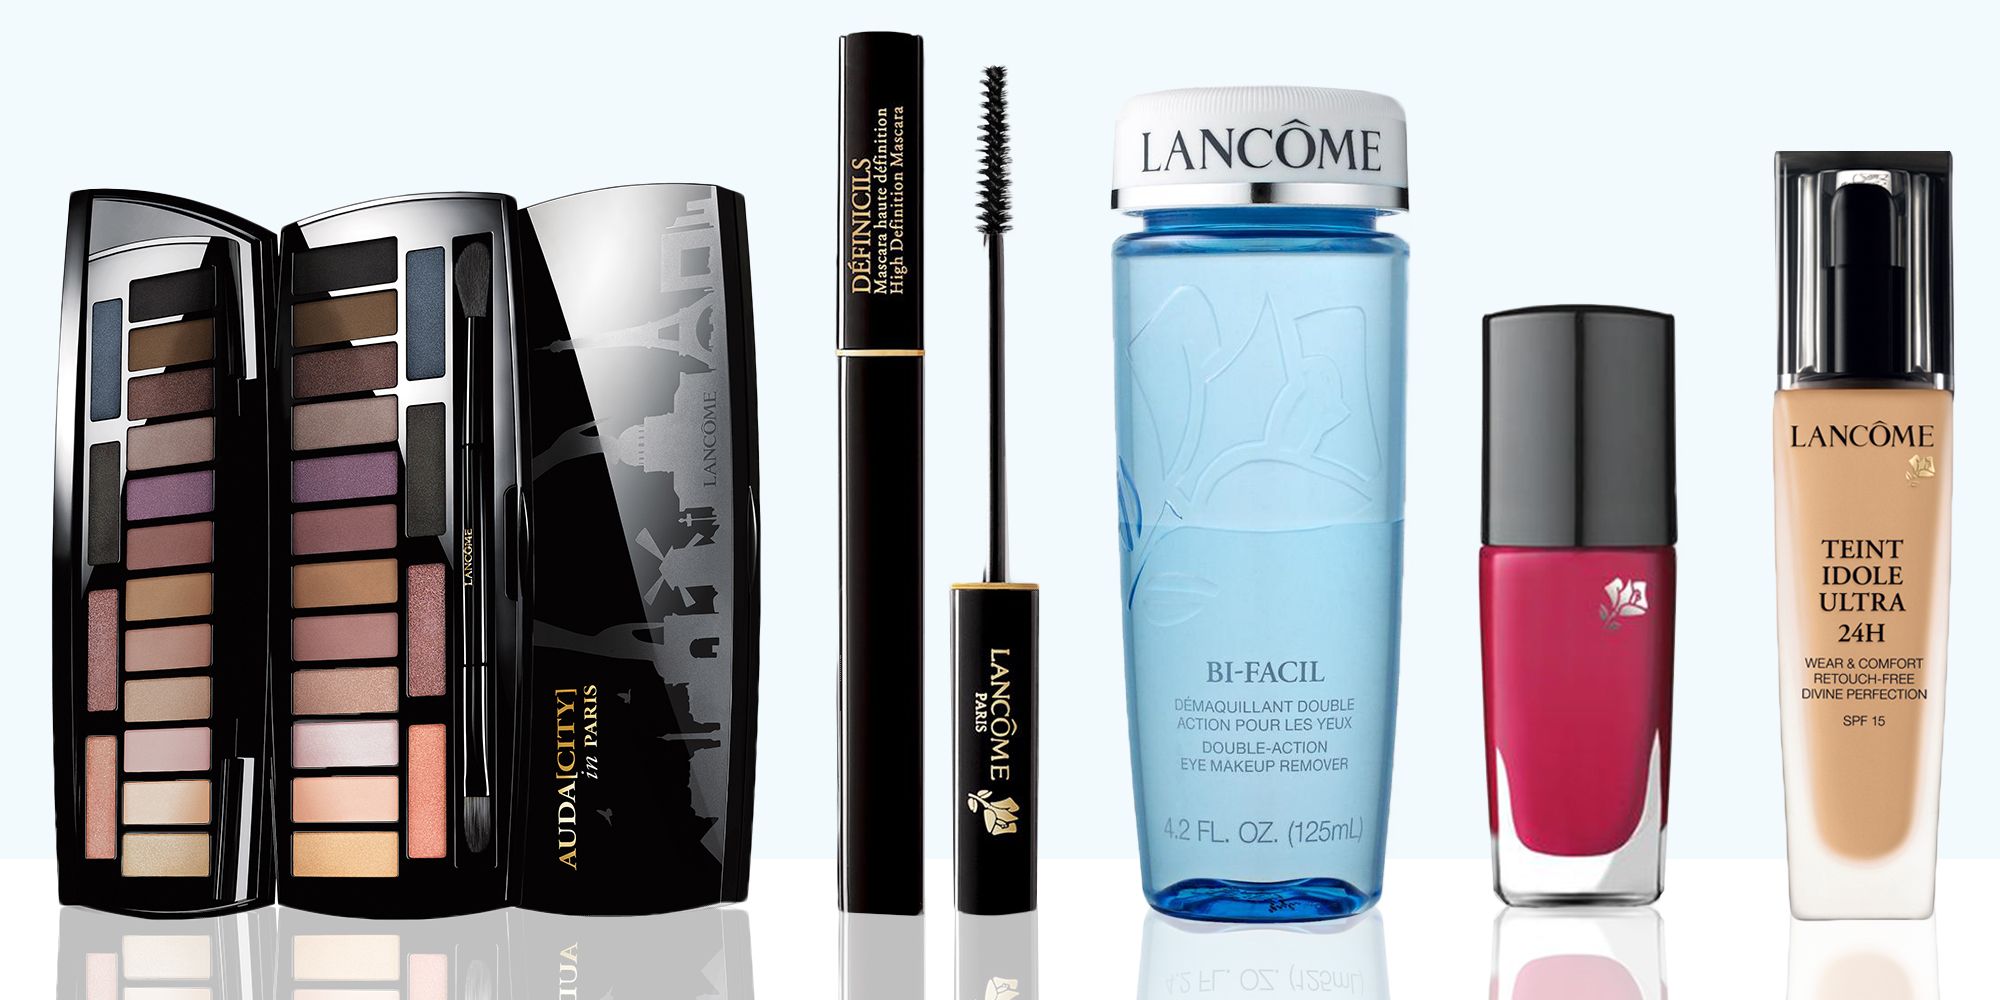 LANCÔME
LANCÔME
AUDA[CITY]
in PARIS
DÉFINICILS
Mascara haute définition
High Definition Mascara
LANCÔME
PARIS
LANCÔME
BI-FACIL
DÉMAQUILLANT DOUBLE
ACTION POUR LES YEUX
DOUBLE-ACTION
EYE MAKEUP REMOVER
4.2 FL. OZ. (125mL)
LANCÔME
TEINT
IDOLE
ULTRA
24H
WEAR & COMFORT
RETOUCH-FREE
DIVINE PERFECTION
SPF 15